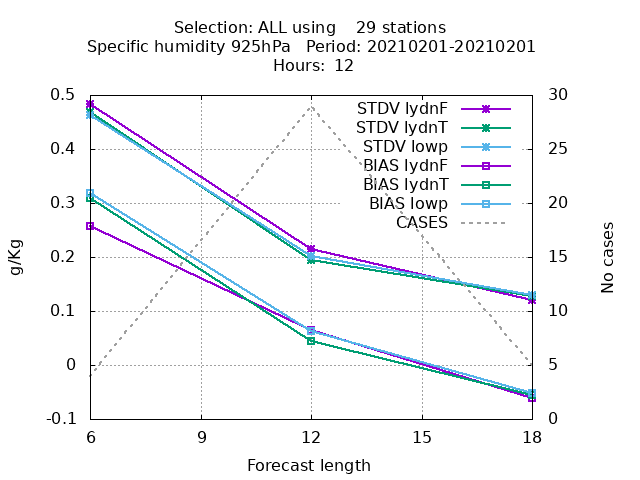 Selection: ALL using    29 stations
Specific humidity 925hPa   Period: 20210201-20210201
Hours: 12
g/Kg
0.5
0.4
0.3
0.2
0.1
0
-0.1
STDV lydnF
STDV lydnT
STDV lowp
BIAS lydnF
BIAS lydnT
BIAS lowp
CASES
30
25
20
15
10
5
0
No cases
6 9 12 15 18
Forecast length